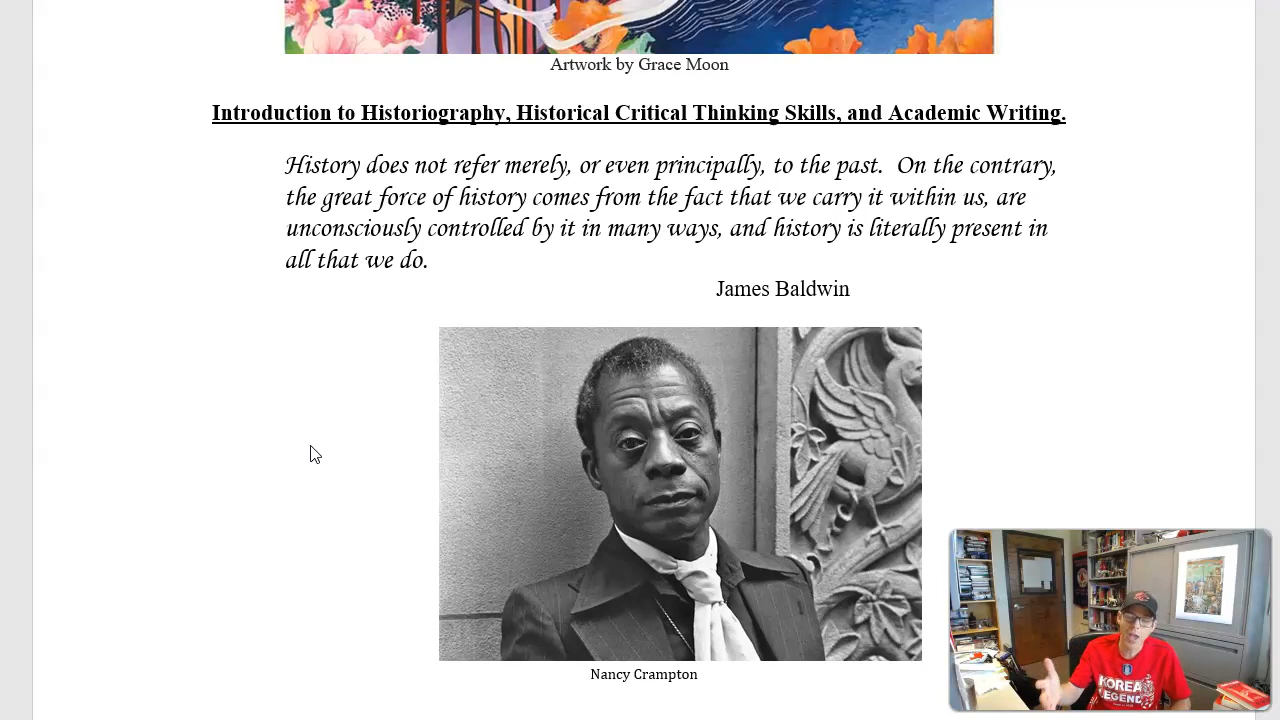 Artwork by Grace Moon
Introduction to Historiography, Historical Critical Thinking Skills, and Academic Writing.
History does not refer merely, or even principally, to the past.  On the contrary,
the great force of history comes from the fact that we carry it within us, are
unconsciously controlled by it in many ways, and history is literally present in
all that we do.
James Baldwin
Nancy Crampton
KOREA
LEGEND